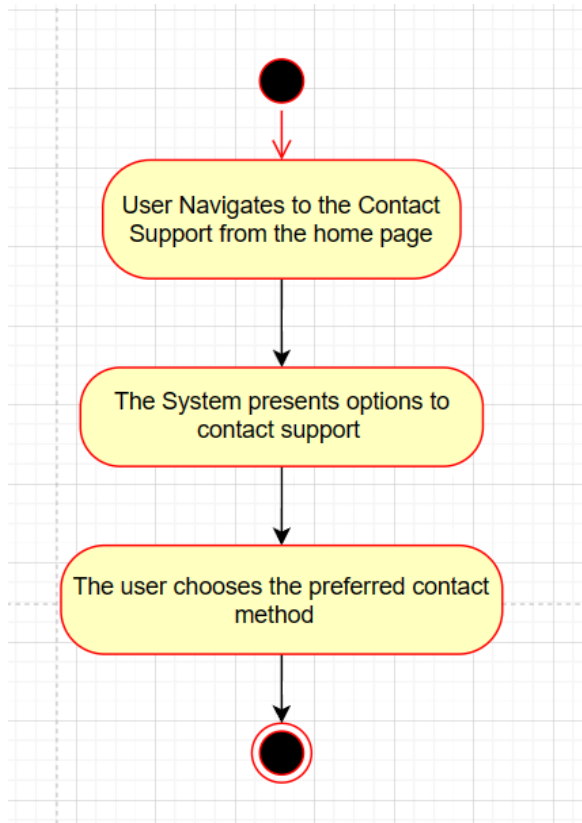 User Navigates to the Contact
Support from the home page
The System presents options to
contact support
The user chooses the preferred contact
method